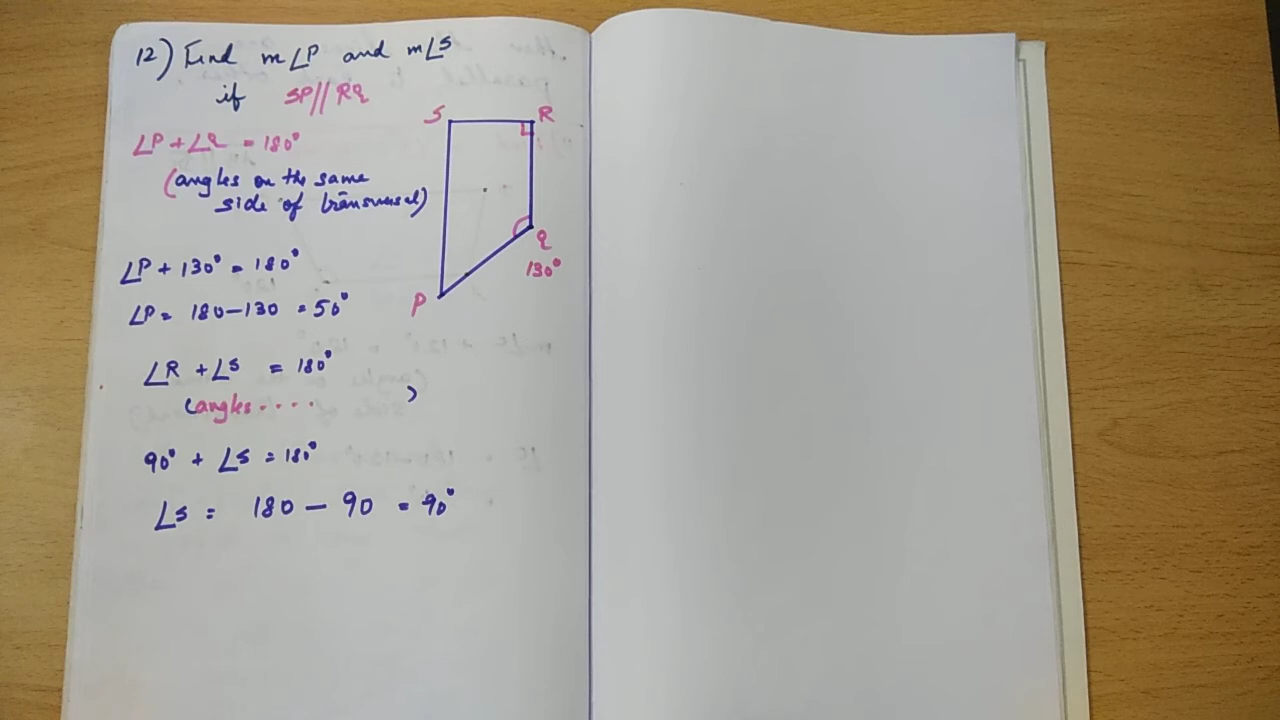 12) Find m∠P and m∠S
if SP // RQ
∠P + ∠Q = 180°
(angles on the same
side of transversal)
S
R
Q
130°
P
∠P + 130° = 180°
∠P = 180 - 130 = 50°
∠R + ∠S = 180°
(angles.... )
90° + ∠S = 180°
∠S = 180 - 90 = 90°